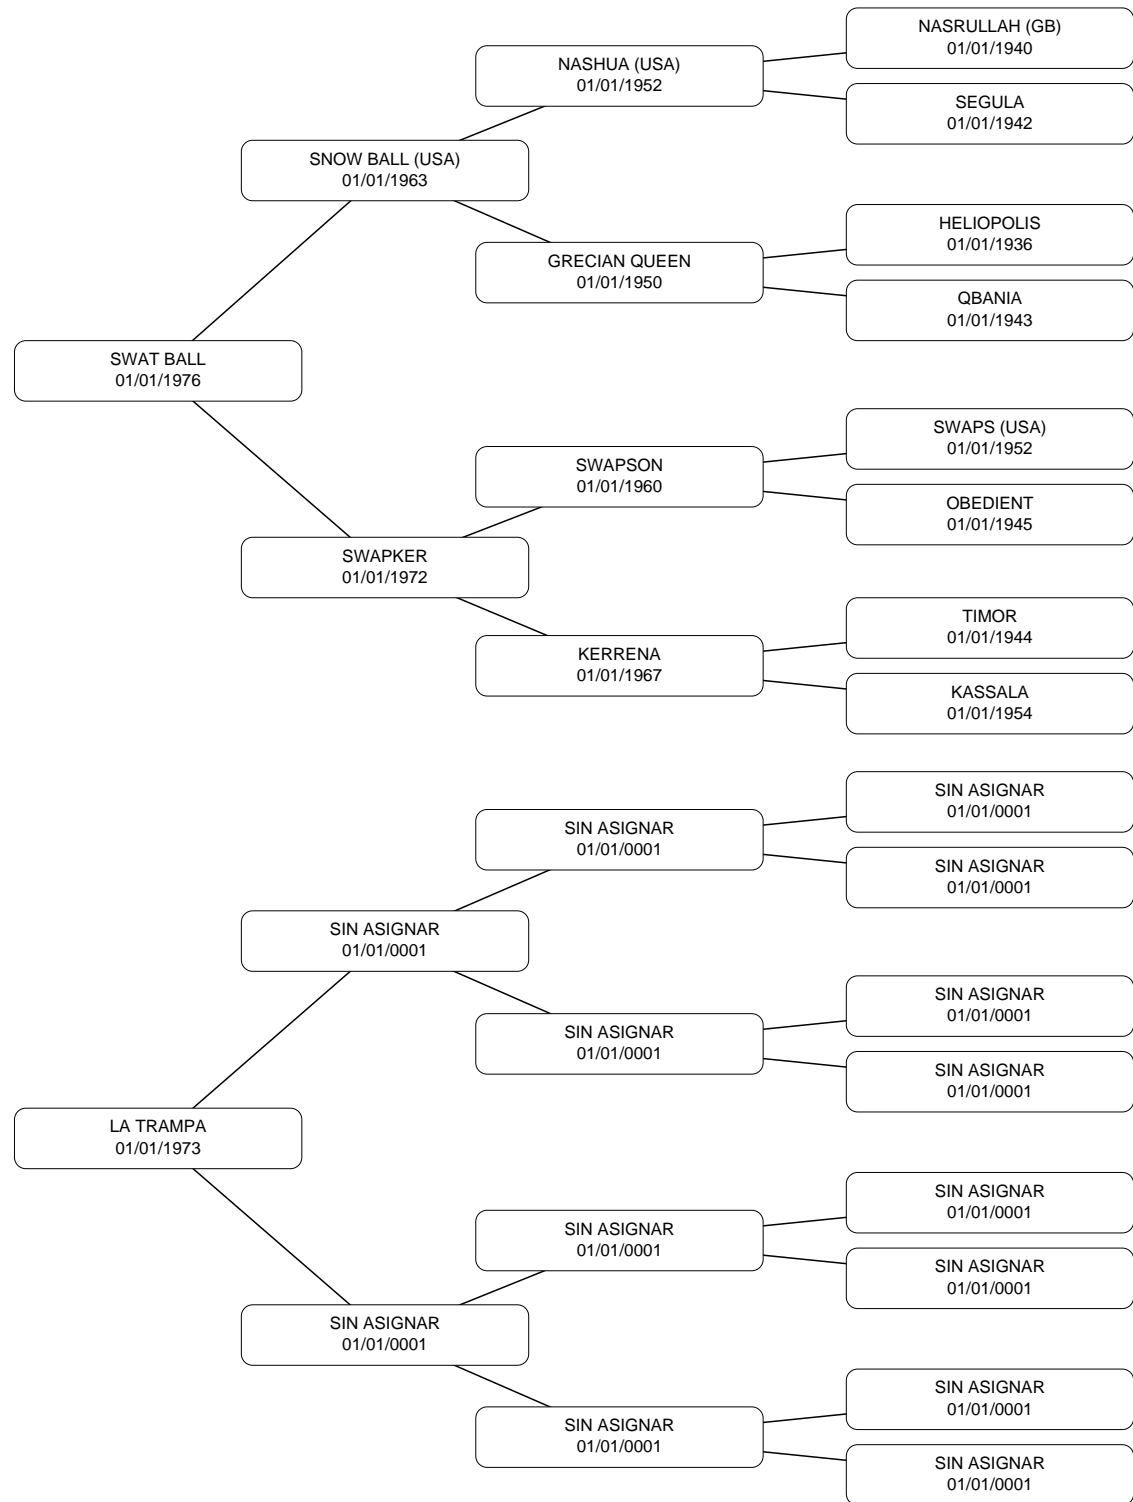 NASRULLAH (GB)
01/01/1940
NASHUA (USA)
01/01/1952
SEGULA
01/01/1942
SNOW BALL (USA)
01/01/1963
HELIOPOLIS
01/01/1936
GRECIAN QUEEN
01/01/1950
QBANIA
01/01/1943
SWAT BALL
01/01/1976
SWAPS (USA)
01/01/1952
SWAPSON
01/01/1960
OBEDIENT
01/01/1945
SWAPKER
01/01/1972
TIMOR
01/01/1944
KERRENA
01/01/1967
KASSALA
01/01/1954
SIN ASIGNAR
01/01/0001
SIN ASIGNAR
01/01/0001
SIN ASIGNAR
01/01/0001
SIN ASIGNAR
01/01/0001
SIN ASIGNAR
01/01/0001
SIN ASIGNAR
01/01/0001
SIN ASIGNAR
01/01/0001
LA TRAMPA
01/01/1973
SIN ASIGNAR
01/01/0001
SIN ASIGNAR
01/01/0001
SIN ASIGNAR
01/01/0001
SIN ASIGNAR
01/01/0001
SIN ASIGNAR
01/01/0001
SIN ASIGNAR
01/01/0001
SIN ASIGNAR
01/01/0001